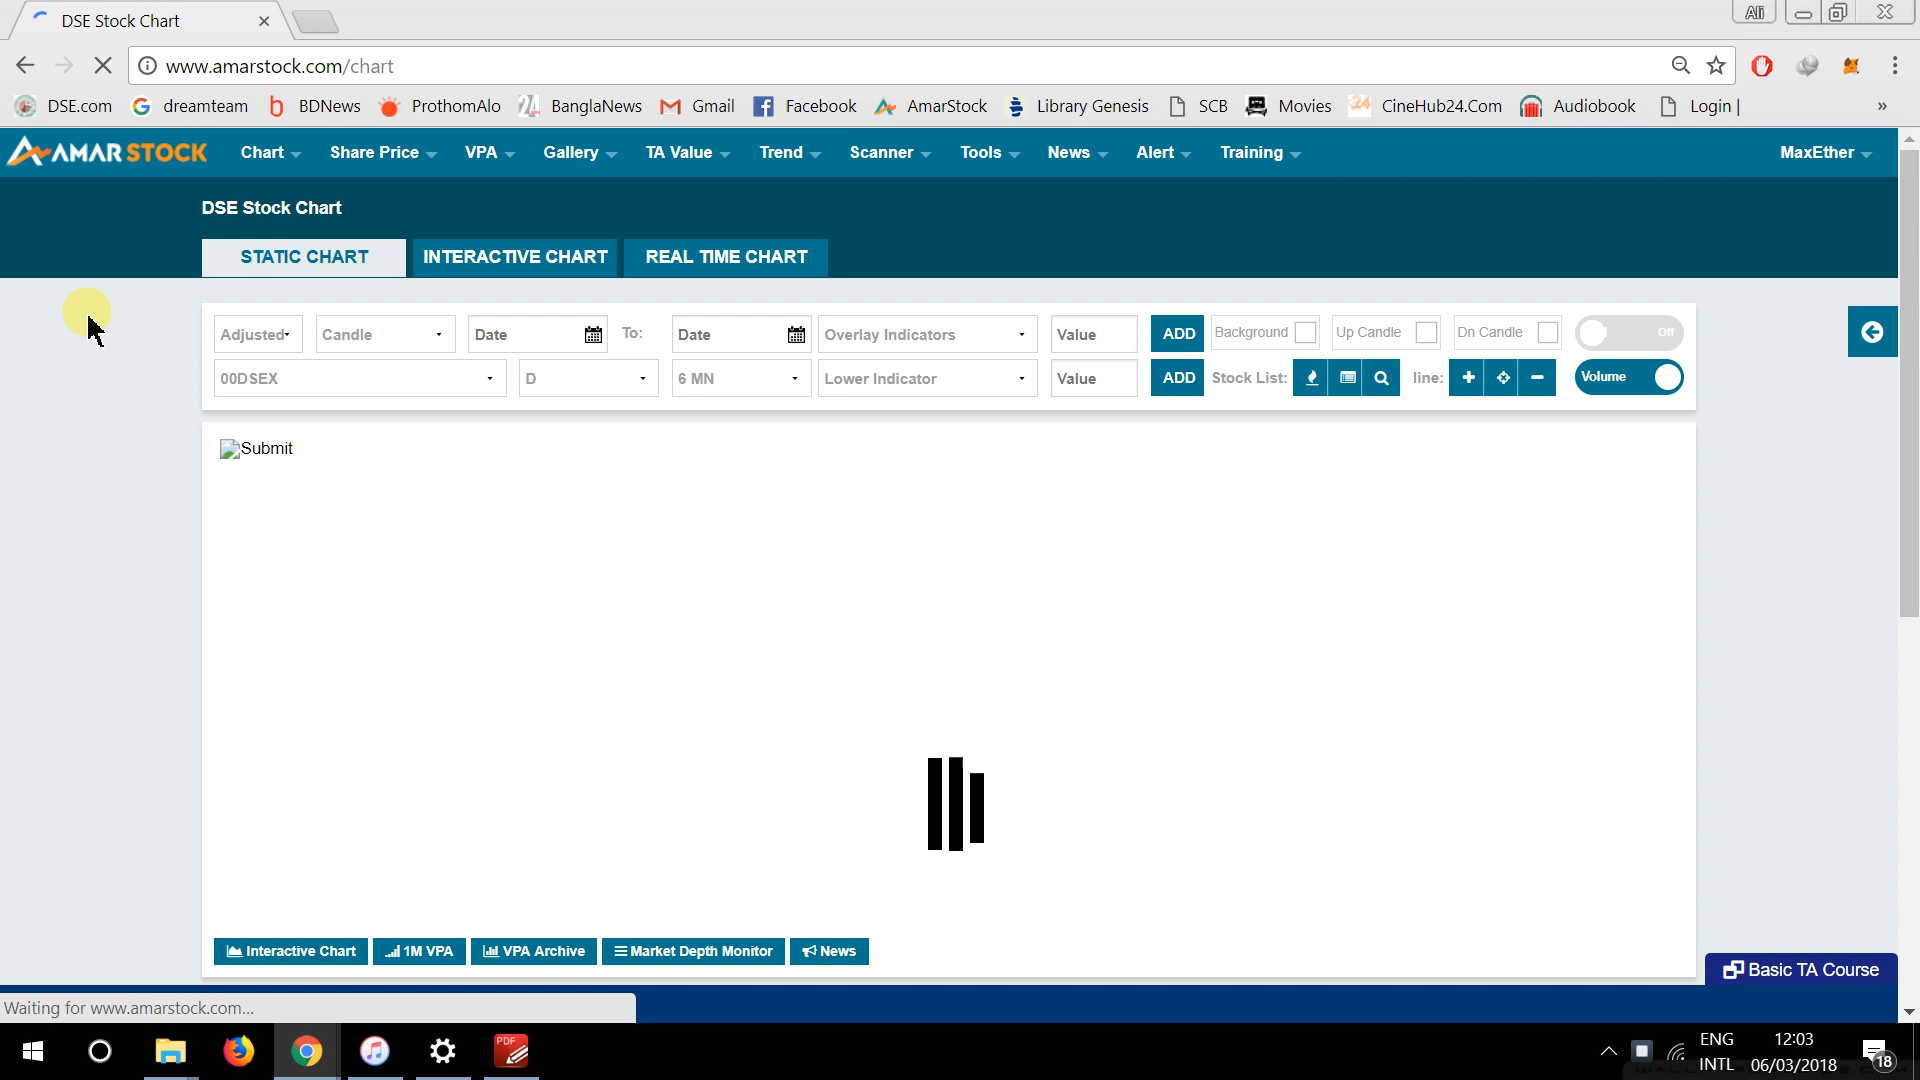 DSE Stock Chart
Ali
www.amarstock.com/chart
DSE.com dreamteam BDNews ProthomAlo BanglaNews Gmail Facebook AmarStock Library Genesis SCB Movies CineHub24.Com Audiobook Login | »
AMARSTOCK Chart Share Price VPA Gallery TA Value Trend Scanner Tools News Alert Training MaxEther
DSE Stock Chart
STATIC CHART INTERACTIVE CHART REAL TIME CHART
Adjusted Candle Date To: Date Overlay Indicators Value ADD Background Up Candle Dn Candle Off
00DSEX D 6 MN Lower Indicator Value ADD Stock List: line: Volume
Submit
Interactive Chart 1M VPA VPA Archive Market Depth Monitor News
Basic TA Course
Waiting for www.amarstock.com...
PDF
ENG 12:03
INTL 06/03/2018 18